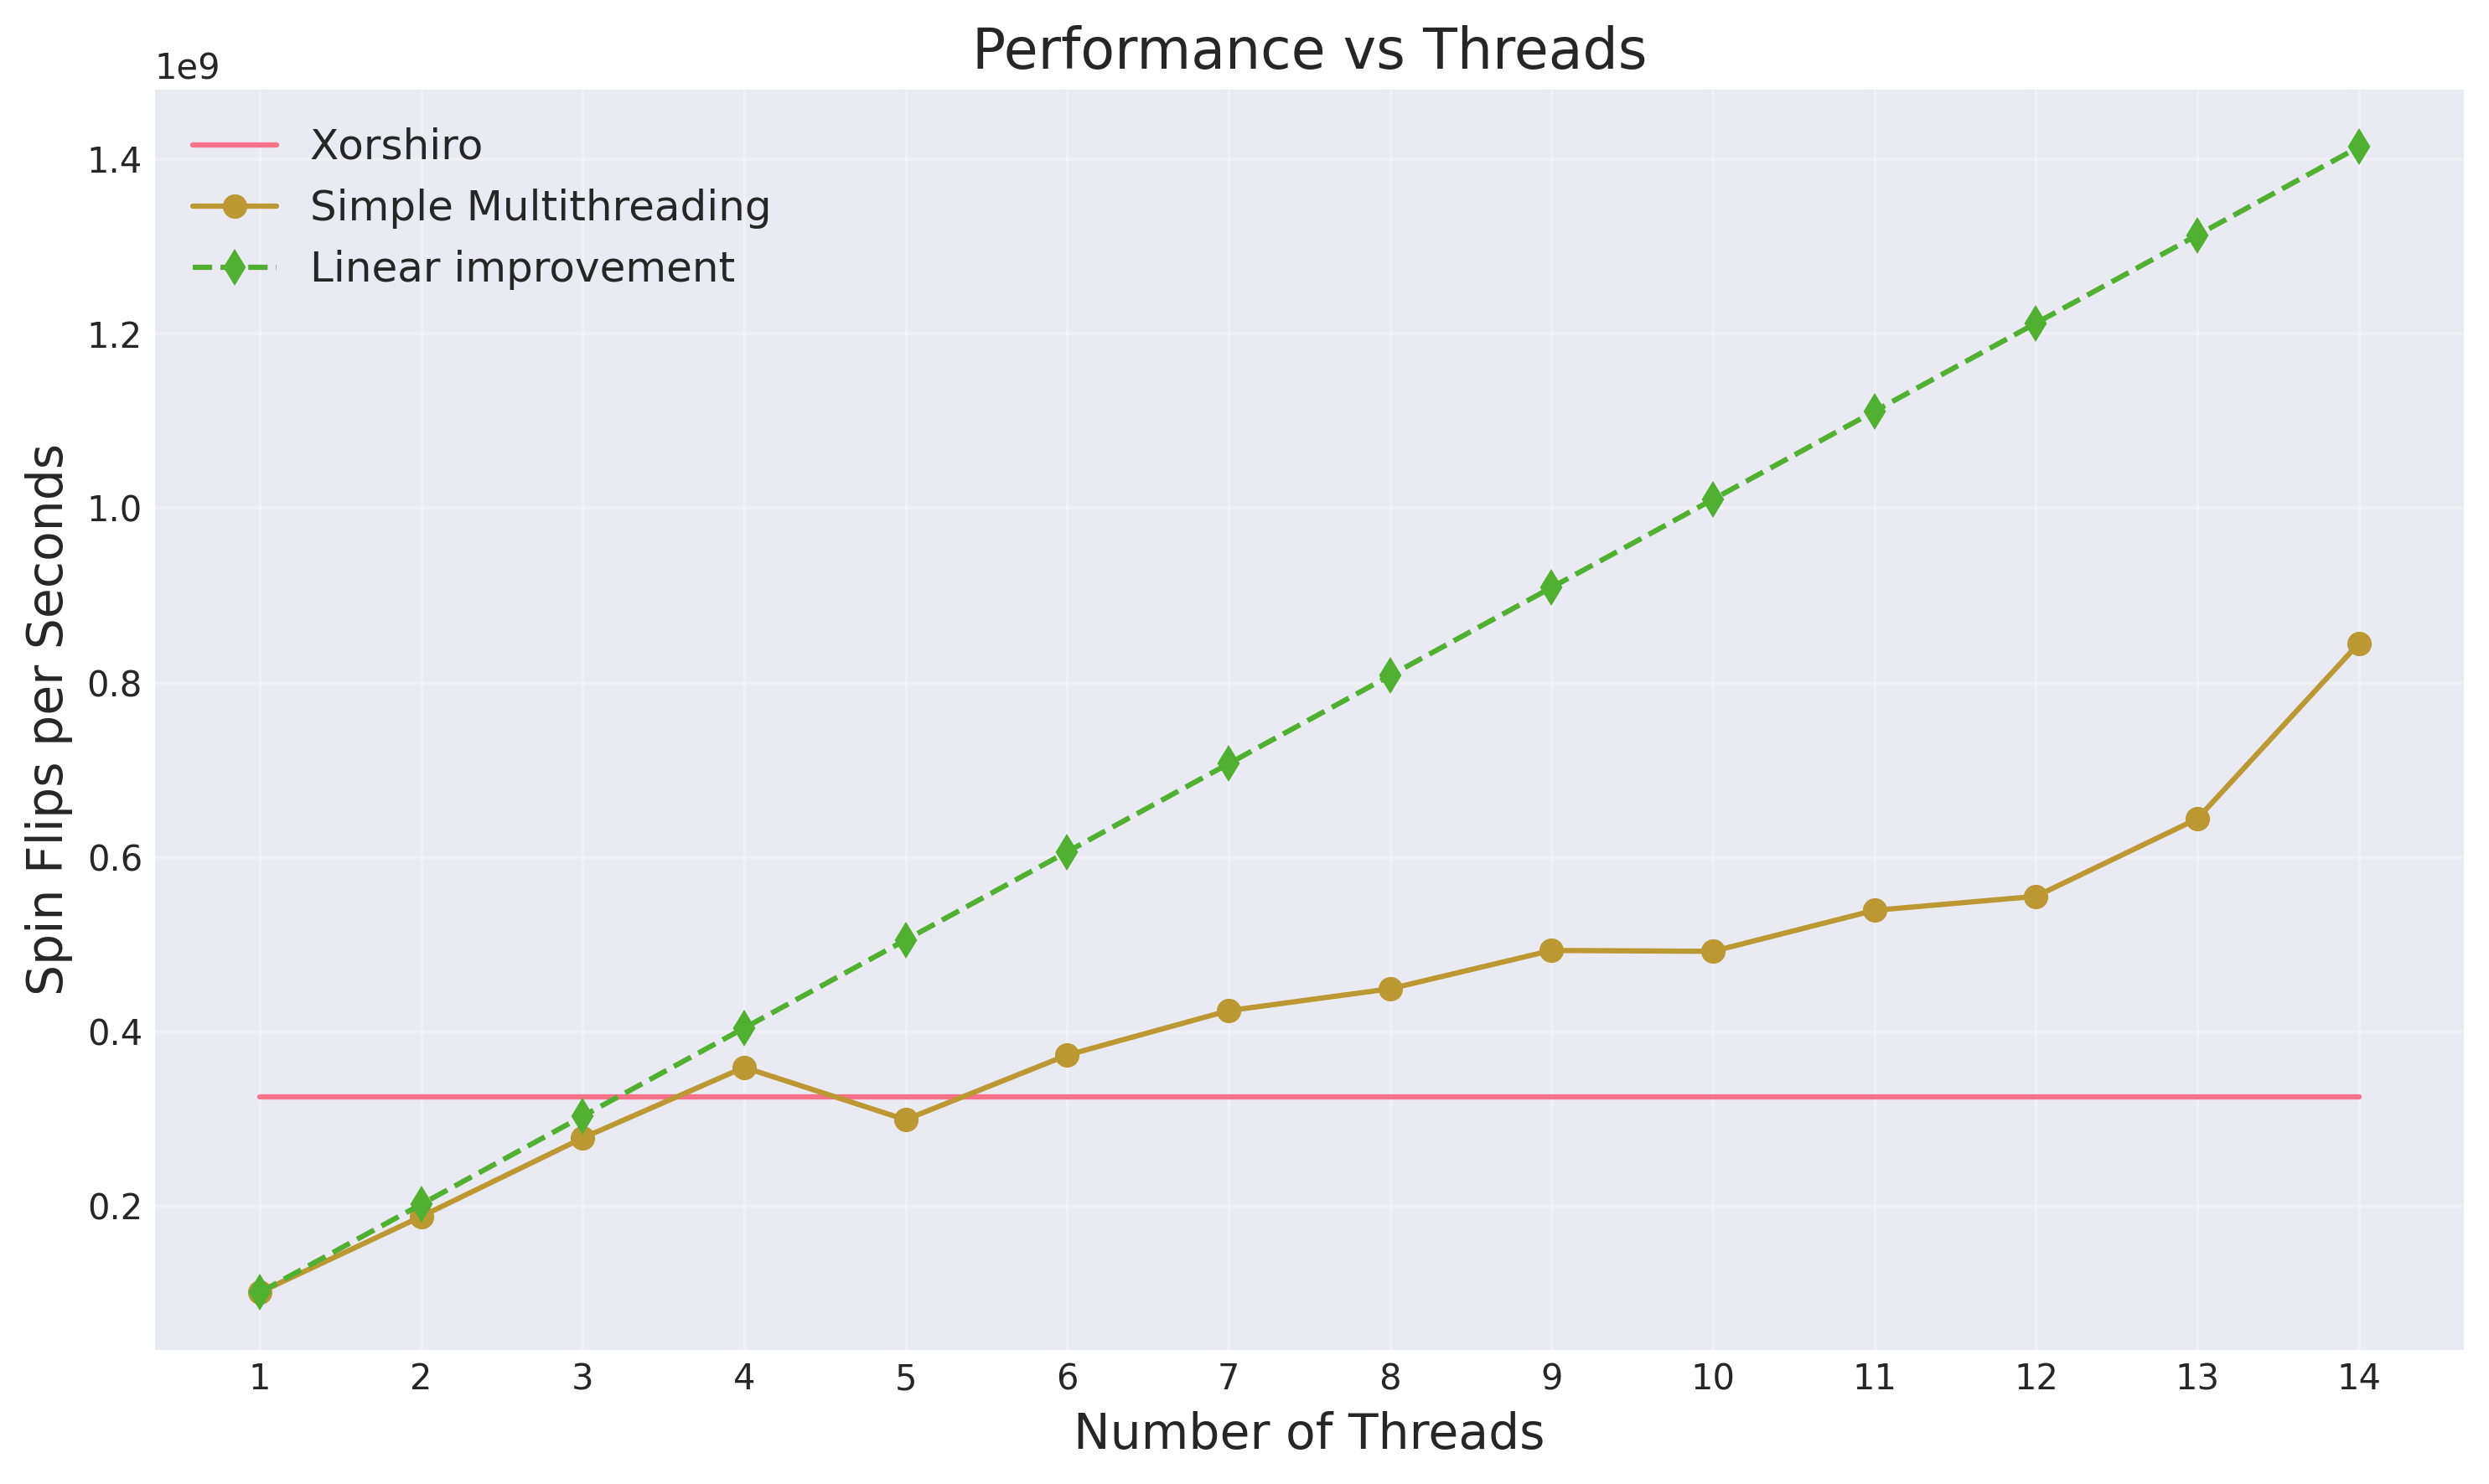 Performance vs Threads
1e9
Xorshiro
Simple Multithreading
Linear improvement
1.4
1.2
1.0
0.8
0.6
0.4
0.2
Spin Flips per Seconds
1 2 3 4 5 6 7 8 9 10 11 12 13 14
Number of Threads